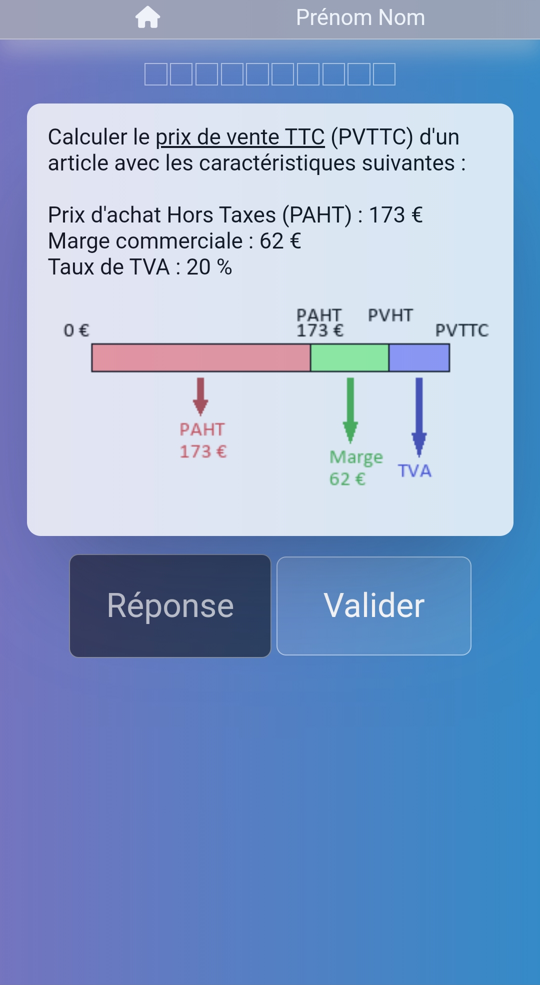 Prénom Nom
Calculer le prix de vente TTC (PVTTC) d'un
article avec les caractéristiques suivantes :
Prix d'achat Hors Taxes (PAHT) : 173 €
Marge commerciale : 62 €
Taux de TVA : 20 %
PAHT PVHT
0 € 173 € PVTTC
PAHT
173 €
Marge
62 €
TVA
Réponse Valider